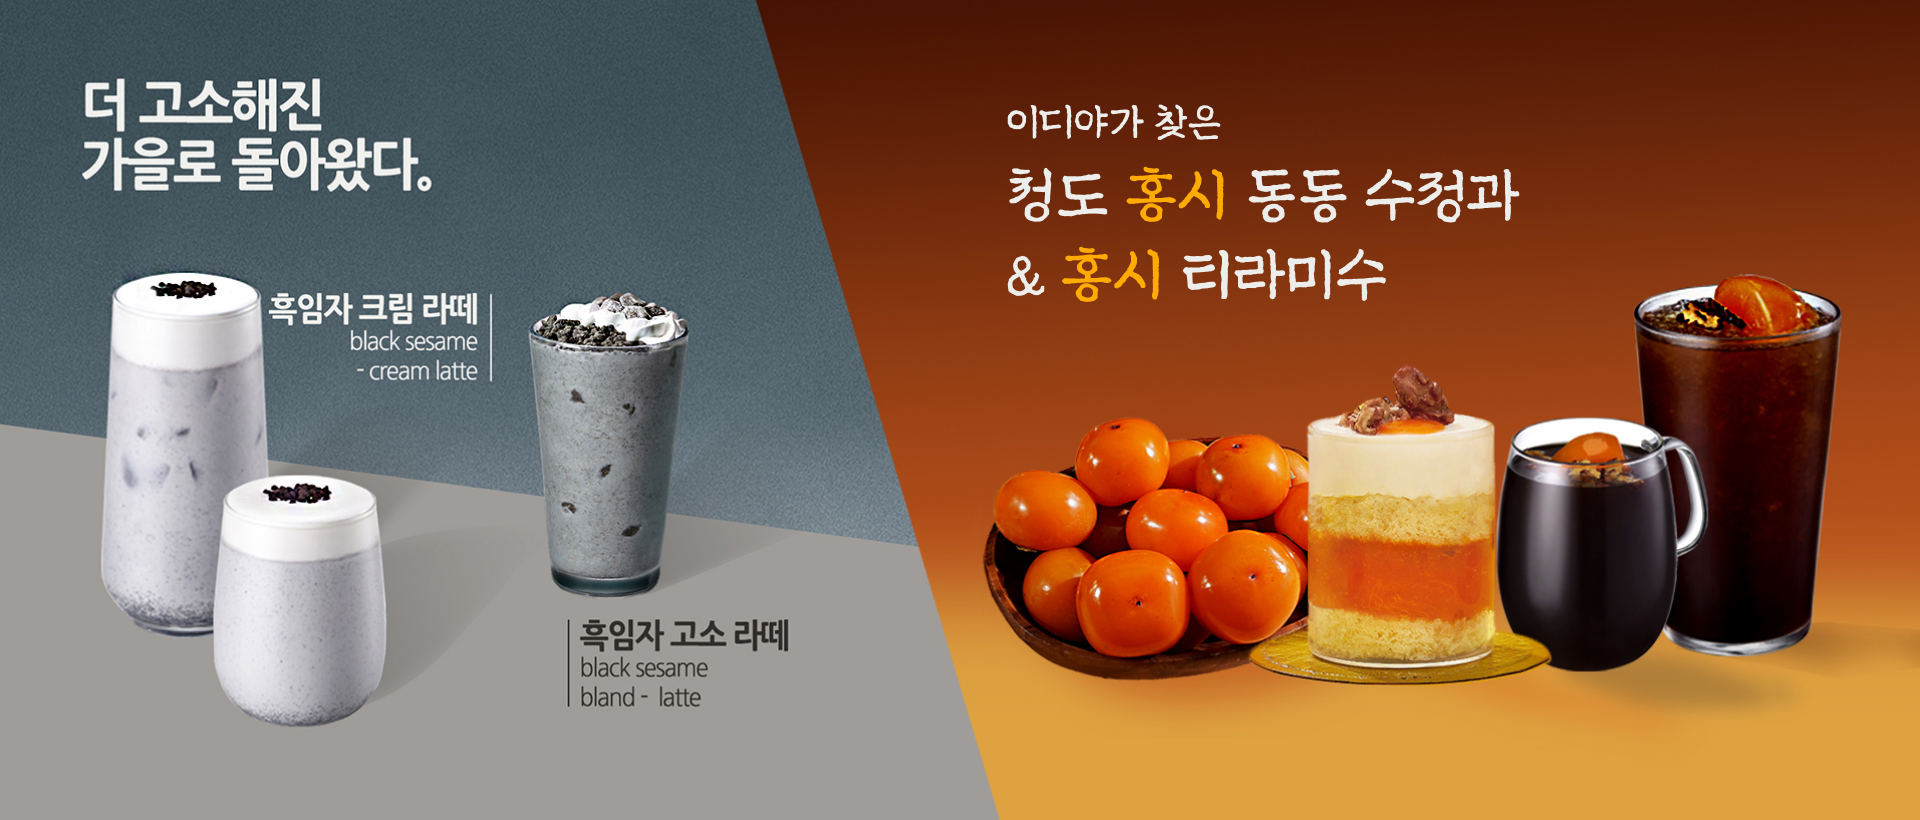 더 고소해진
가을로 돌아왔다.
흑임자 크림 라떼
black sesame
- cream latte
흑임자 고소 라떼
black sesame
bland - latte
이디야가 찾은
청도 홍시 동동 수정과
& 홍시 티라미수